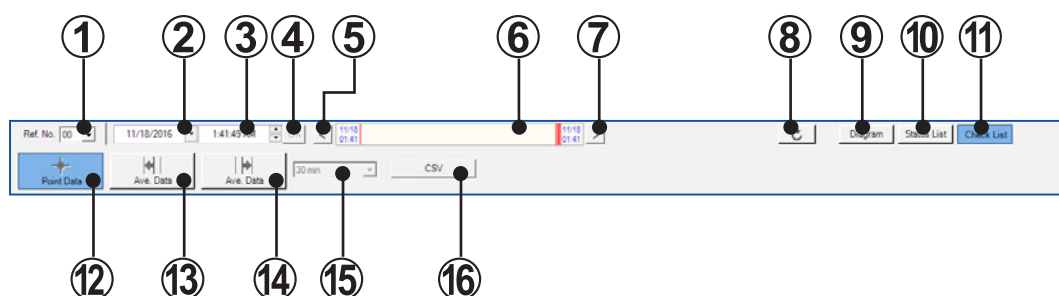 1 2 3 4 5 6 7 8 9 10 11
Ref. No. 00 11/18/2016 1:41:49 AM 11/18 01:41 11/18 01:41 Diagram Status List Check List
Point Data Ave. Data Ave. Data 30 min CSV
12 13 14 15 16